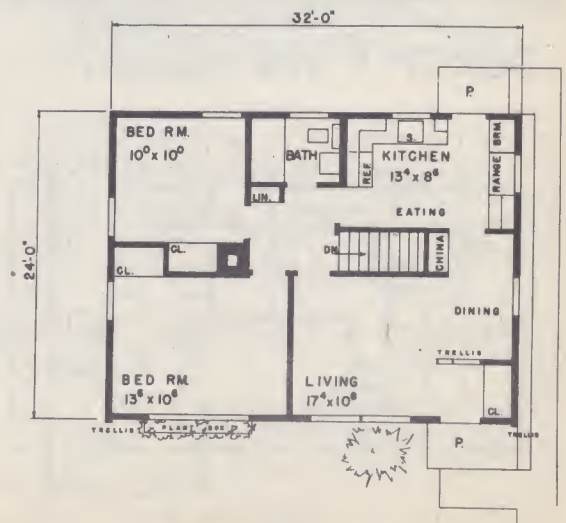 32'-0"
P.
BED RM.
10⁰ x 10⁰
BATH
S.
KITCHEN
13⁴ x 8⁶
REF.
BRM
RANGE
LIN.
EATING
24'-0"
CL.
CL.
DN.
CHINA
DINING
TRELLIS
BED RM.
13⁶ x 10⁶
LIVING
17⁴ x 10⁶
CL.
TRELLIS
PLANT BOX
P.
TRELLIS